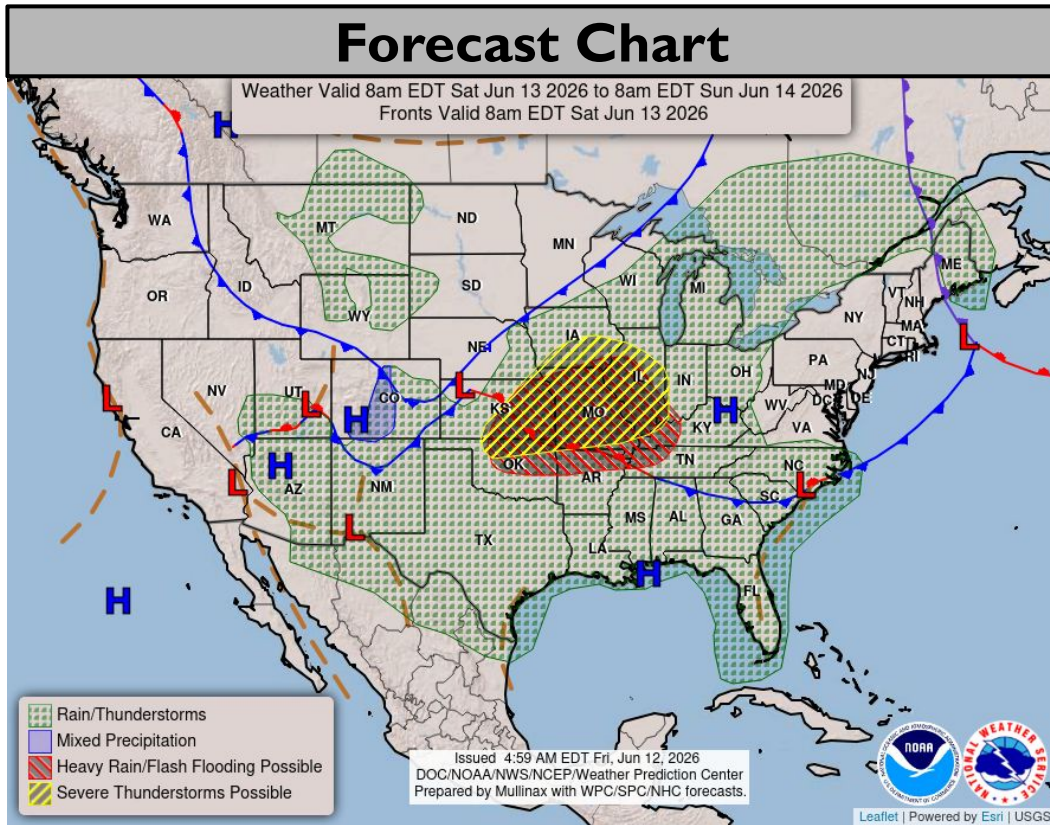 Forecast Chart
Weather Valid 8am EDT Sat Jun 13 2026 to 8am EDT Sun Jun 14 2026
Fronts Valid 8am EDT Sat Jun 13 2026
H
WA
MT
ND
MN
OR
ID
WY
SD
WI
MI
ME
VT
NH
NY
MA
CT
RI
L
NV
UT
CO
NE
IA
IL
IN
OH
PA
NJ
MD
DE
DC
WV
VA
L
CA
L
H
L
KS
MO
KY
H
H
AZ
NM
OK
AR
TN
NC
SC
L
L
L
TX
LA
MS
AL
GA
FL
H
H
Rain/Thunderstorms
Mixed Precipitation
Heavy Rain/Flash Flooding Possible
Severe Thunderstorms Possible
Issued 4:59 AM EDT Fri, Jun 12, 2026
DOC/NOAA/NWS/NCEP/Weather Prediction Center
Prepared by Mullinax with WPC/SPC/NHC forecasts.
NOAA
NATIONAL WEATHER SERVICE
Leaflet | Powered by Esri | USGS